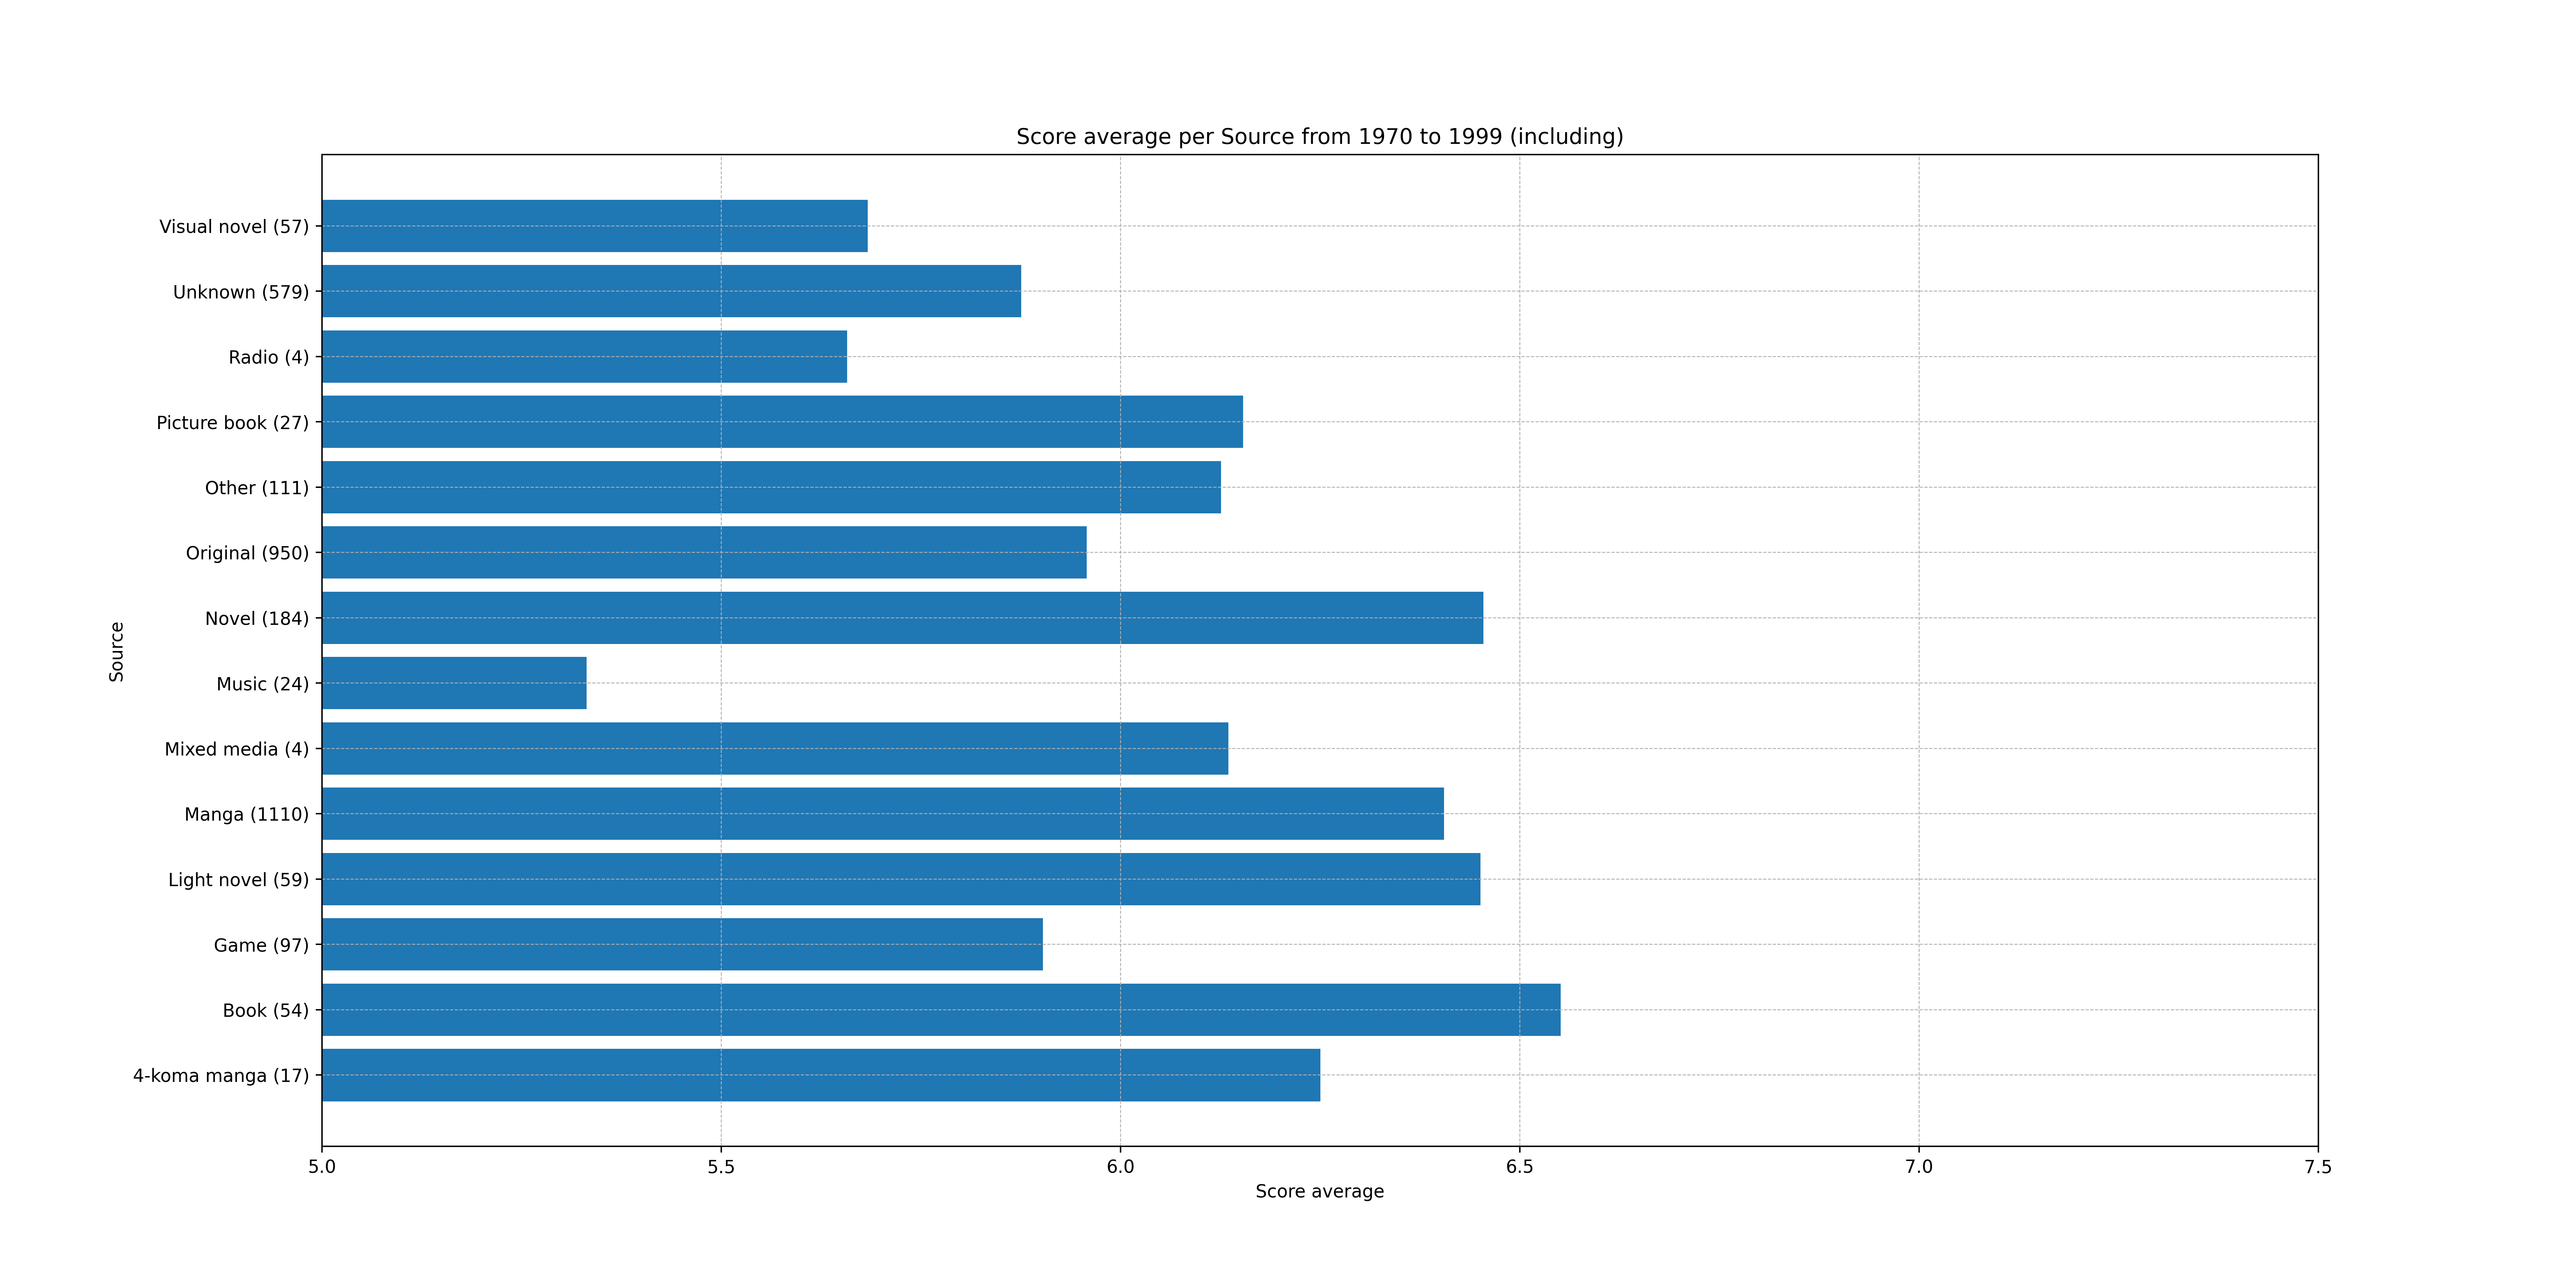 Score average per Source from 1970 to 1999 (including)
Visual novel (57)
Unknown (579)
Radio (4)
Picture book (27)
Other (111)
Original (950)
Novel (184)
Music (24)
Mixed media (4)
Manga (1110)
Light novel (59)
Game (97)
Book (54)
4-koma manga (17)
Source
5.0 5.5 6.0 6.5 7.0 7.5
Score average